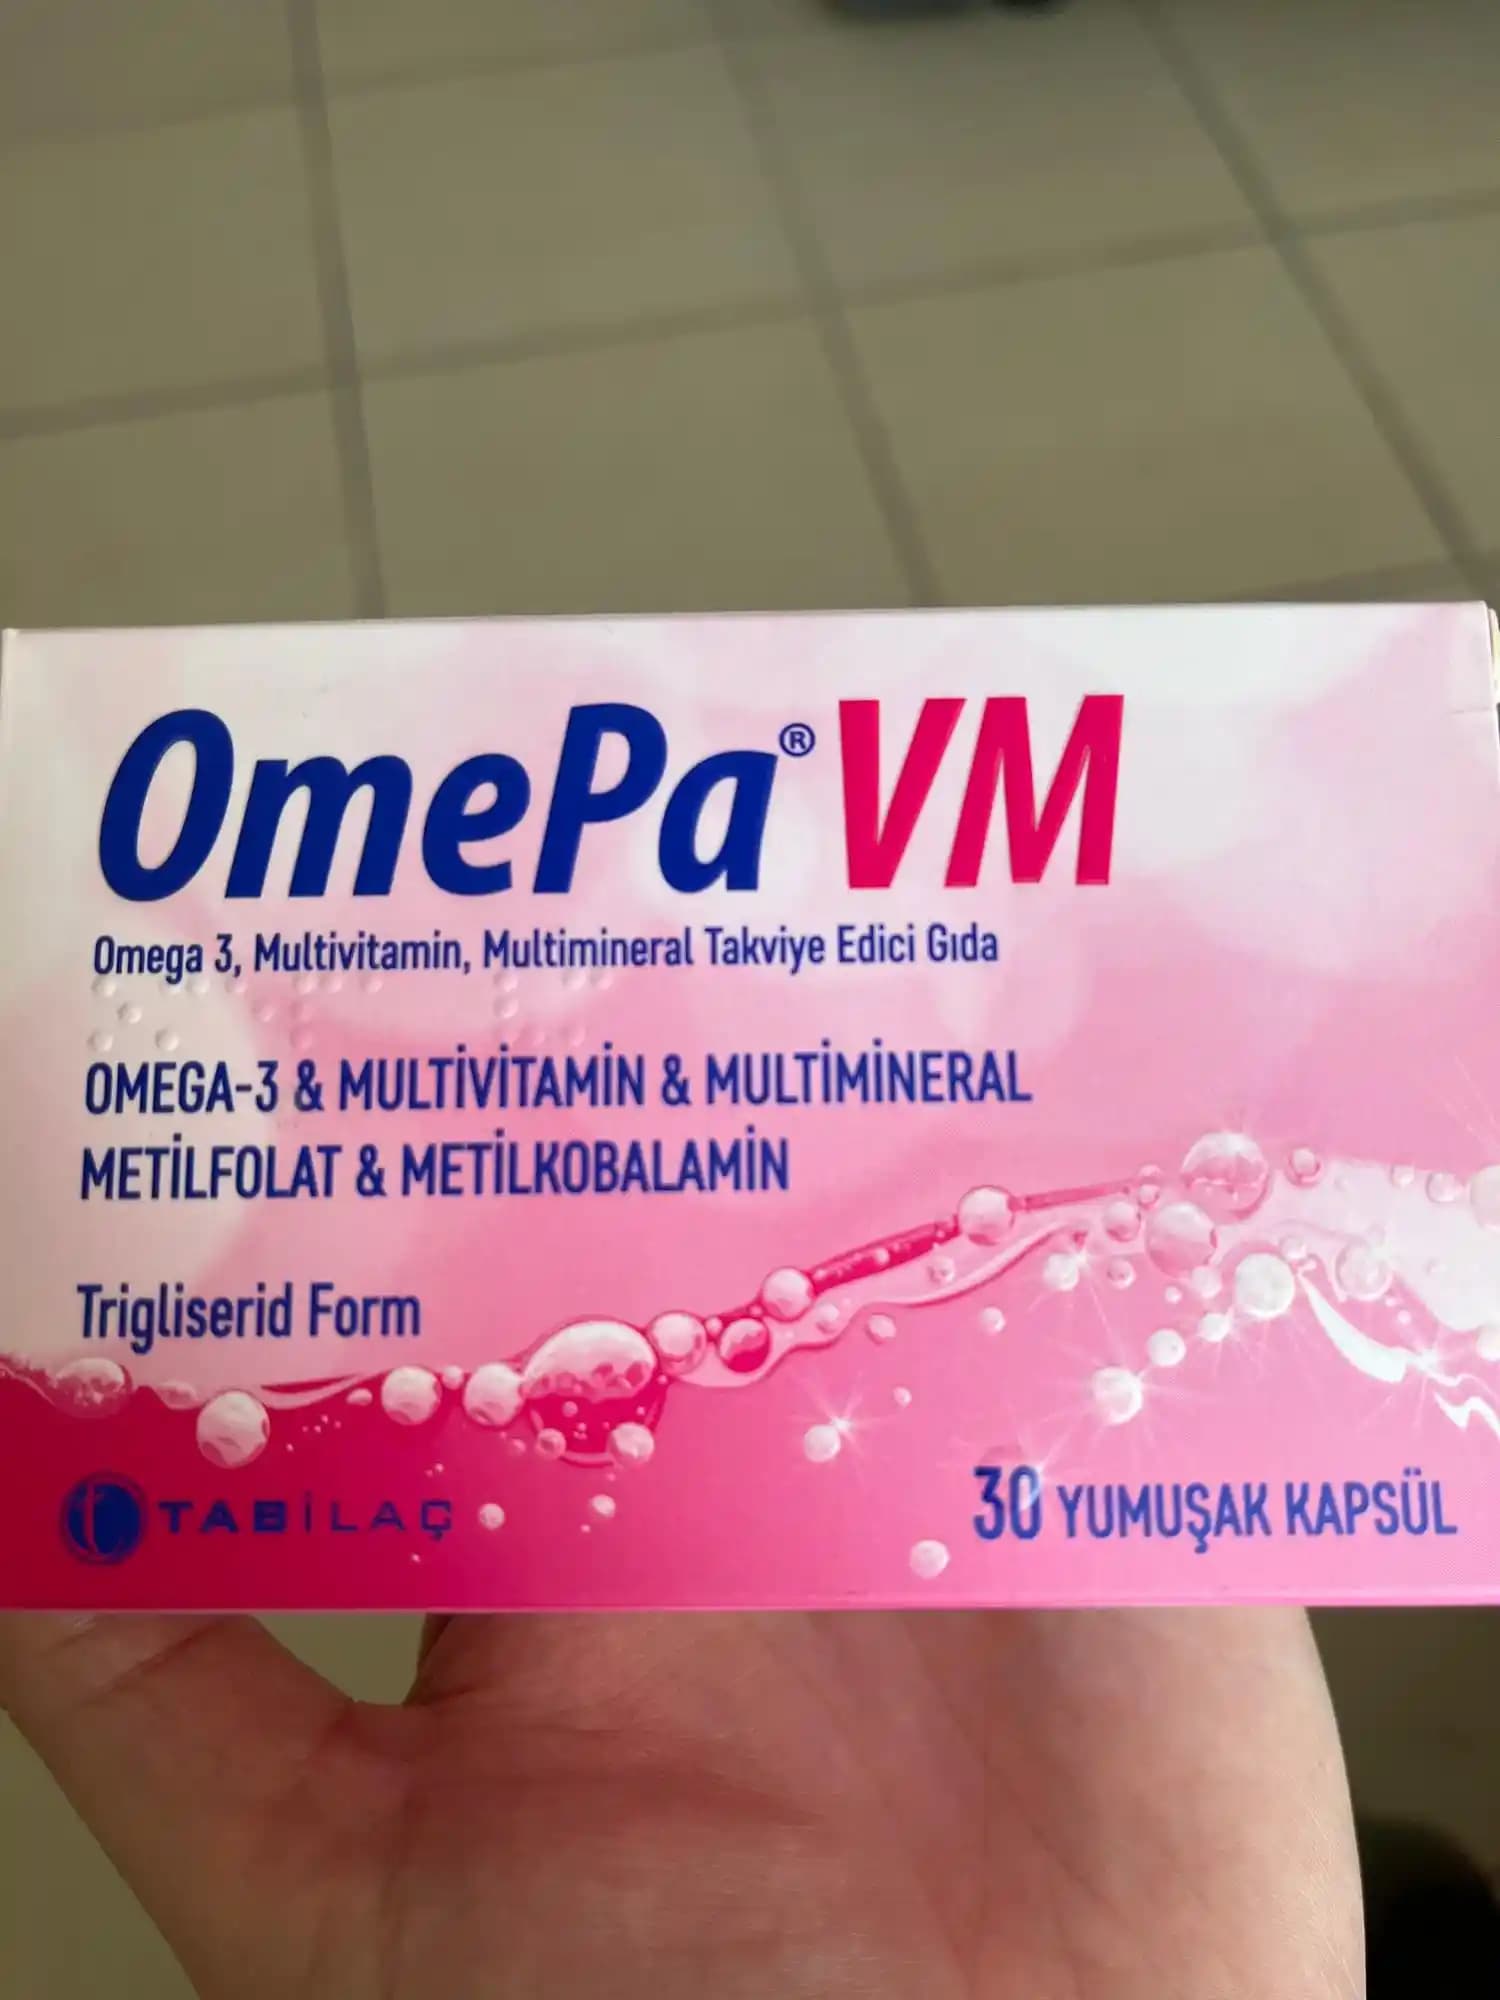 OmePa® VM
Omega 3, Multivitamin, Multimineral Takviye Edici Gıda
OMEGA-3 & MULTİVİTAMİN & MULTİMİNERAL
METİLFOLAT & METİLKOBALAMİN
Trigliserid Form
TABİLAÇ
30 YUMUŞAK KAPSÜL